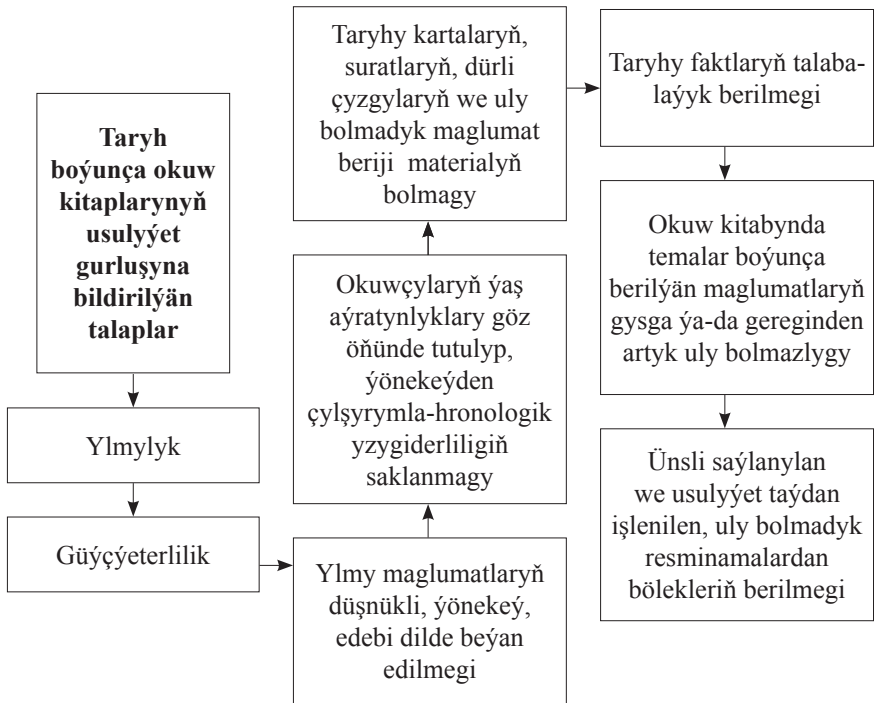 Taryh
boýunça okuw
kitaplarynyň
usulyýet
gurluşyna
bildirilýän
talaplar
Ylmylyk
Güýçýeterlilik
Ylmy maglumatlaryň
düşnükli, ýönekeý,
edebi dilde beýan
edilmegi
Okuwçylaryň ýaş
aýratynlyklary göz
öňünde tutulyp,
ýönekeýden
çylşyrymla-hronologik
yzygiderliligiň
saklanmagy
Taryhy kartalaryň,
suratlaryň, dürli
çyzgylaryň we uly
bolmadyk maglumat
beriji materialyň
bolmagy
Taryhy faktlaryň talaba-
laýyk berilmegi
Okuw kitabynda
temalar boýunça
berilýän maglumatlaryň
gysga ýa-da gereginden
artyk uly bolmazlygy
Ünsli saýlanylan
we usulyýet taýdan
işlenilen, uly bolmadyk
resminamalardan
bölekleriň berilmegi